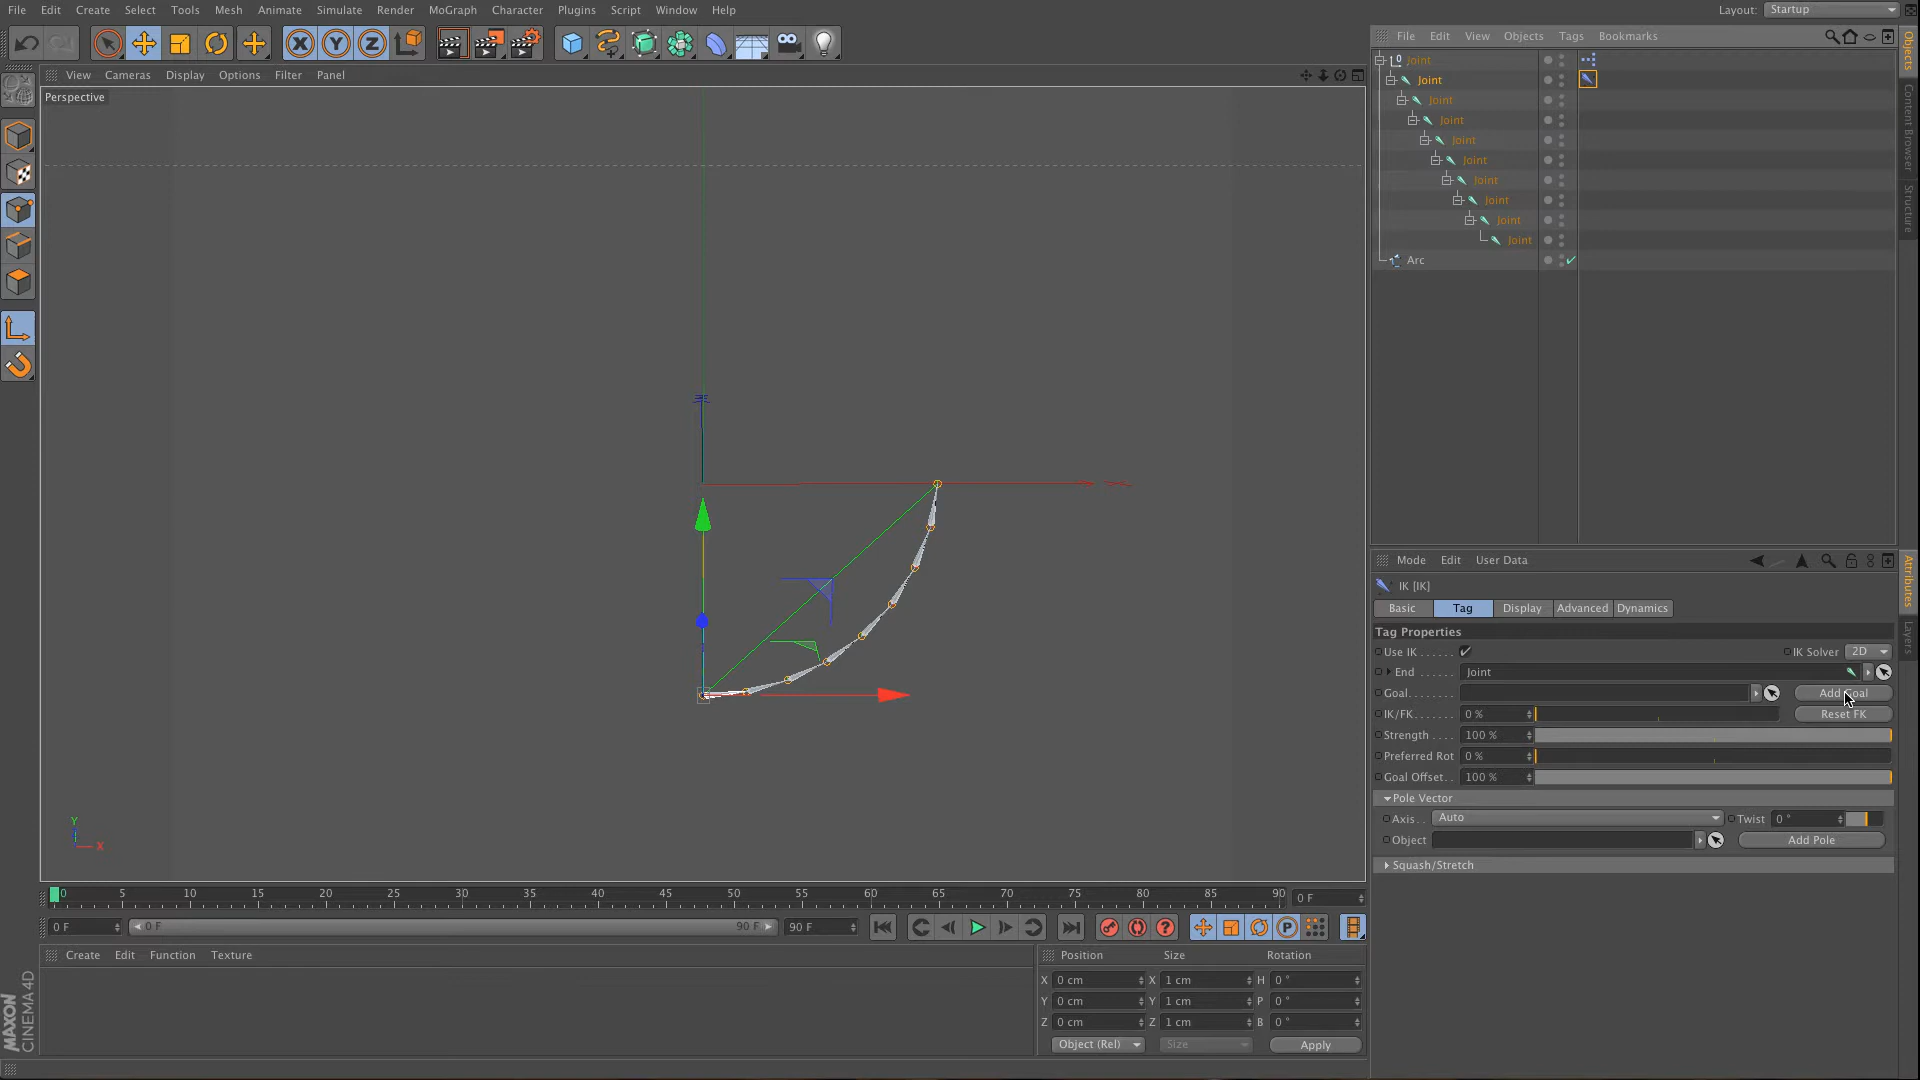 File Edit Create Select Tools Mesh Animate Simulate Render MoGraph Character Plugins Script Window Help Layout: Startup
View Cameras Display Options Filter Panel
Perspective
Y
X
0 5 10 15 20 25 30 35 40 45 50 55 60 65 70 75 80 85 90 0 F
0 F 0 F 90 F 90 F
Create Edit Function Texture
Position Size Rotation
X 0 cm X 1 cm H 0 °
Y 0 cm Y 1 cm P 0 °
Z 0 cm Z 1 cm B 0 °
Object (Rel) Size Apply
MAXON
CINEMA 4D
File Edit View Objects Tags Bookmarks
Joint
Joint
Joint
Joint
Joint
Joint
Joint
Joint
Joint
Joint
Arc
Objects
Content Browser
Structure
Mode Edit User Data
IK [IK]
Basic Tag Display Advanced Dynamics
Tag Properties
Use IK . . . . . . IK Solver 2D
End Joint
Goal. . . . . . . . Add Goal
IK/FK. . . . . . . 0 % Reset FK
Strength . . . . 100 %
Preferred Rot 0 %
Goal Offset. . 100 %
Pole Vector
Axis. . Auto Twist 0 °
Object Add Pole
Squash/Stretch
Attributes
Layers